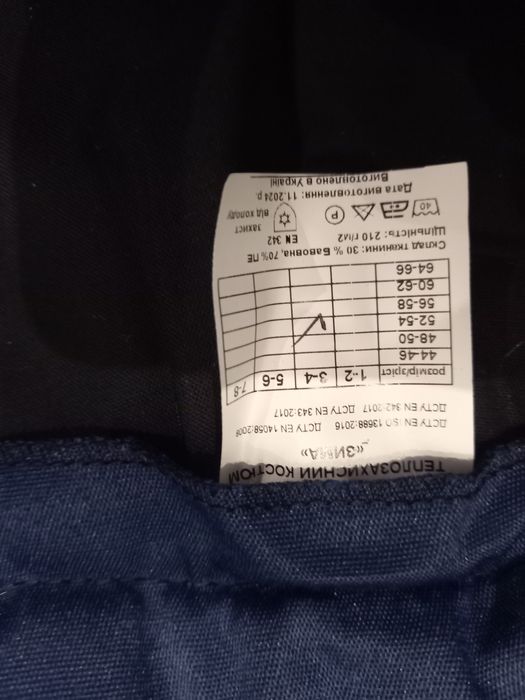 ТЕПЛОЗАХИСНИЙ КОСТЮМ
«ЗИМА»
ДСТУ EN ISO 13688:2016 ДСТУ EN 14058:2008
ДСТУ EN 342:2017 ДСТУ EN 343:2017
розмір/зріст 1-2 3-4 5-6 7-8
44-46
48-50
52-54
56-58
60-62
64-66
Склад тканини: 30 % Бавовна, 70% ПЕ
Щільність: 210 г/м2 EN 342
40 P захист
від холоду
Дата виготовлення: 11.2024 р.
Виготовлено в Україні